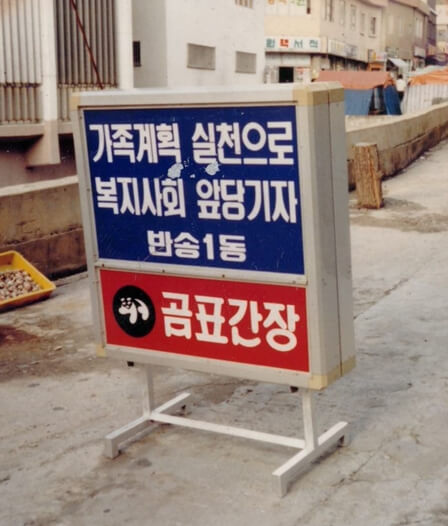 가족계획 실천으로
복지사회 앞당기자
반송1동
곰표간장